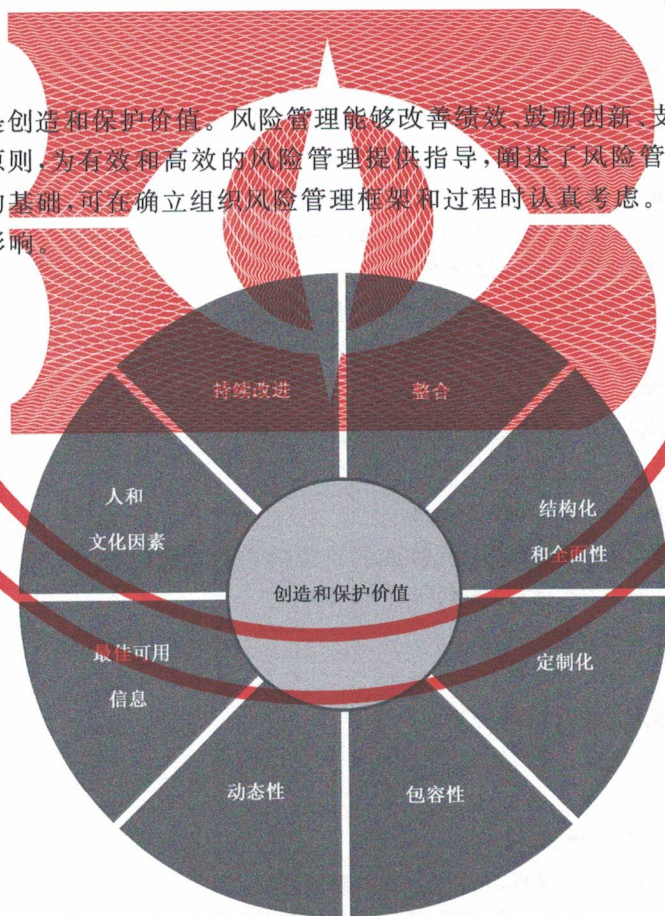 是创造和保护价值。风险管理能够改善绩效、鼓励创新、支
原则,为有效和高效的风险管理提供指导,阐述了风险管
的基础,可在确立组织风险管理框架和过程时认真考虑。
影响。
持续改进
整合
人和
文化因素
结构化
和全面性
创造和保护价值
最佳可用
信息
定制化
动态性
包容性